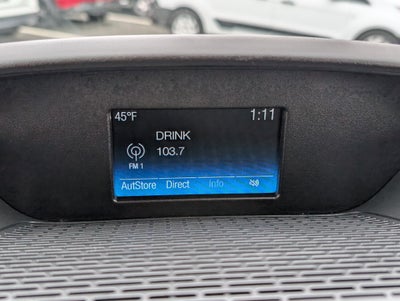 45°F 1:11
DRINK
103.7
FM 1
AutStore Direct Info